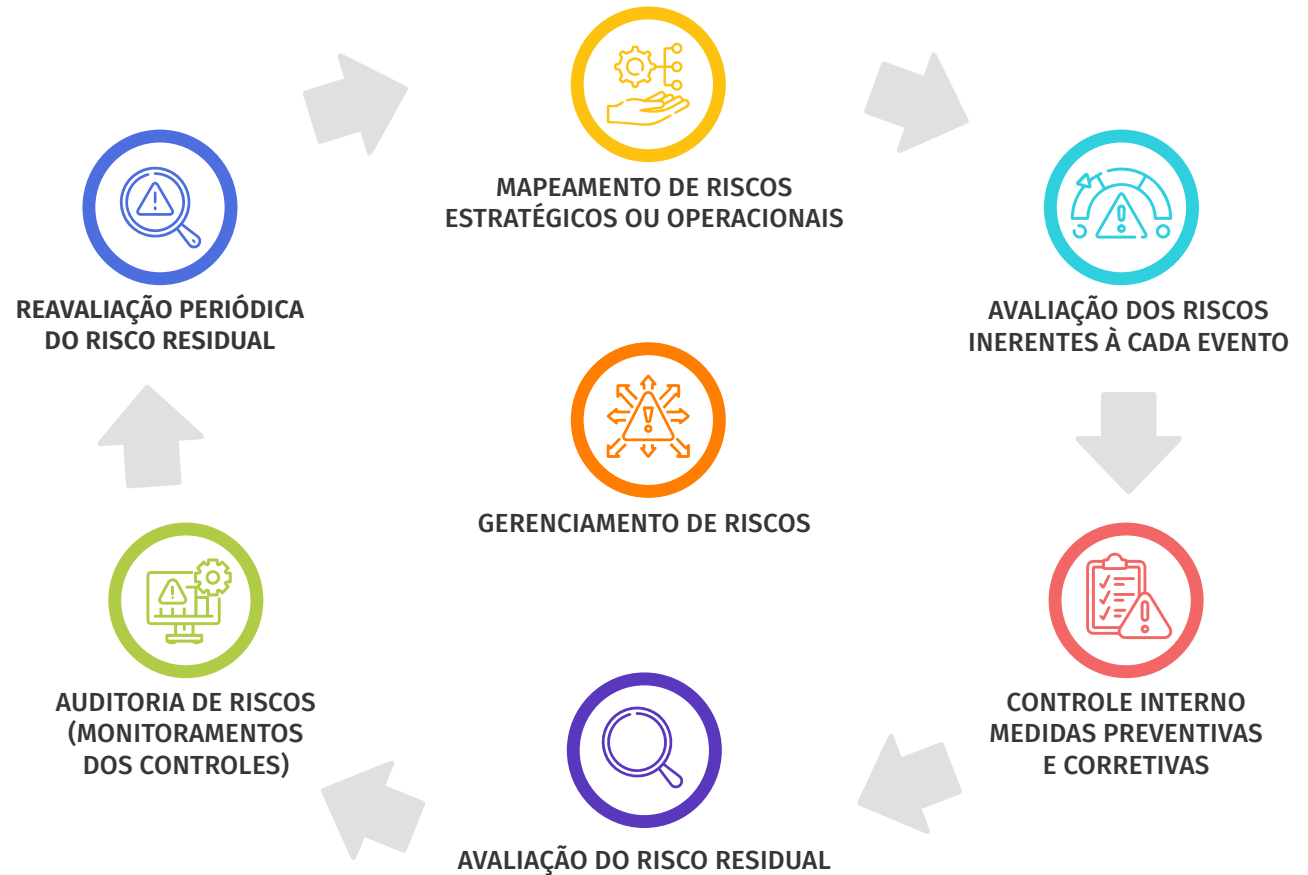 MAPEAMENTO DE RISCOS
ESTRATÉGICOS OU OPERACIONAIS
AVALIAÇÃO DOS RISCOS
INERENTES À CADA EVENTO
CONTROLE INTERNO
MEDIDAS PREVENTIVAS
E CORRETIVAS
AVALIAÇÃO DO RISCO RESIDUAL
AUDITORIA DE RISCOS
(MONITORAMENTOS
DOS CONTROLES)
REAVALIAÇÃO PERIÓDICA
DO RISCO RESIDUAL
GERENCIAMENTO DE RISCOS